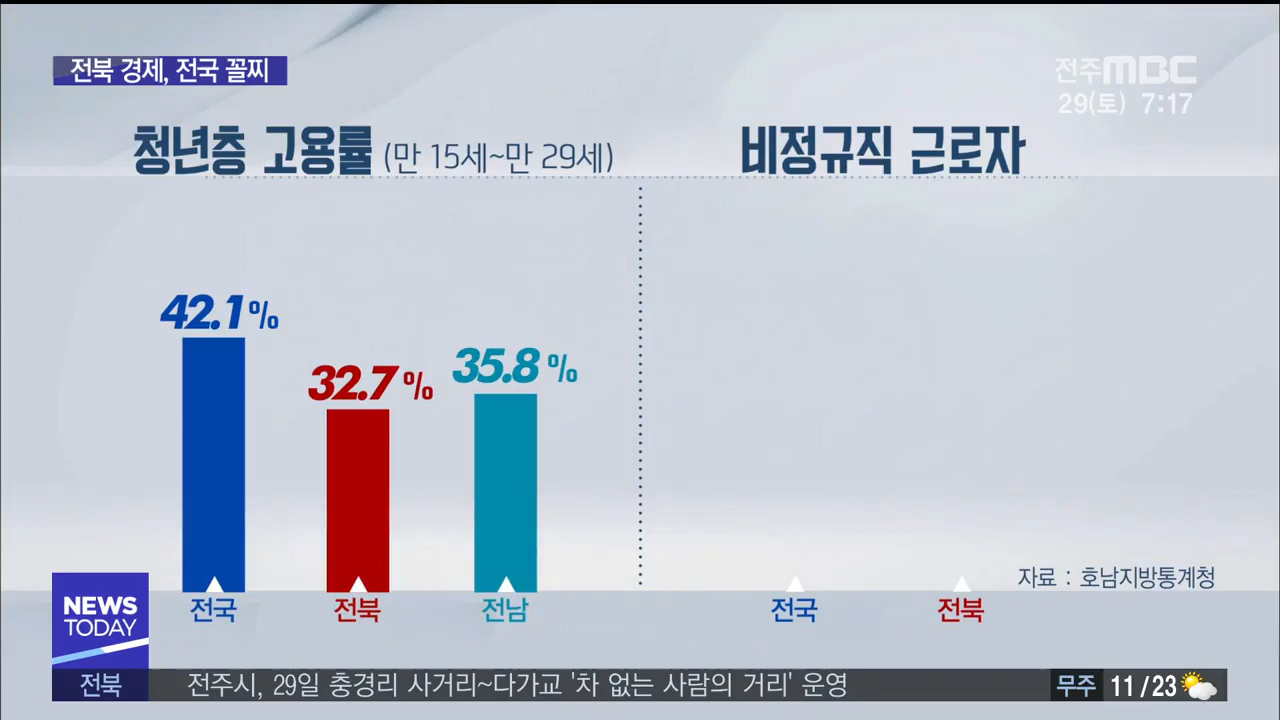 전북 경제, 전국 꼴찌
전주MBC
29(토) 7:17
청년층 고용률 (만 15세~만 29세)
비정규직 근로자
42.1%
32.7%
35.8%
전국
전북
전남
전국
전북
자료 : 호남지방통계청
NEWS
TODAY
전북
전주시, 29일 충경리 사거리~다가교 '차 없는 사람의 거리' 운영
무주 11/23